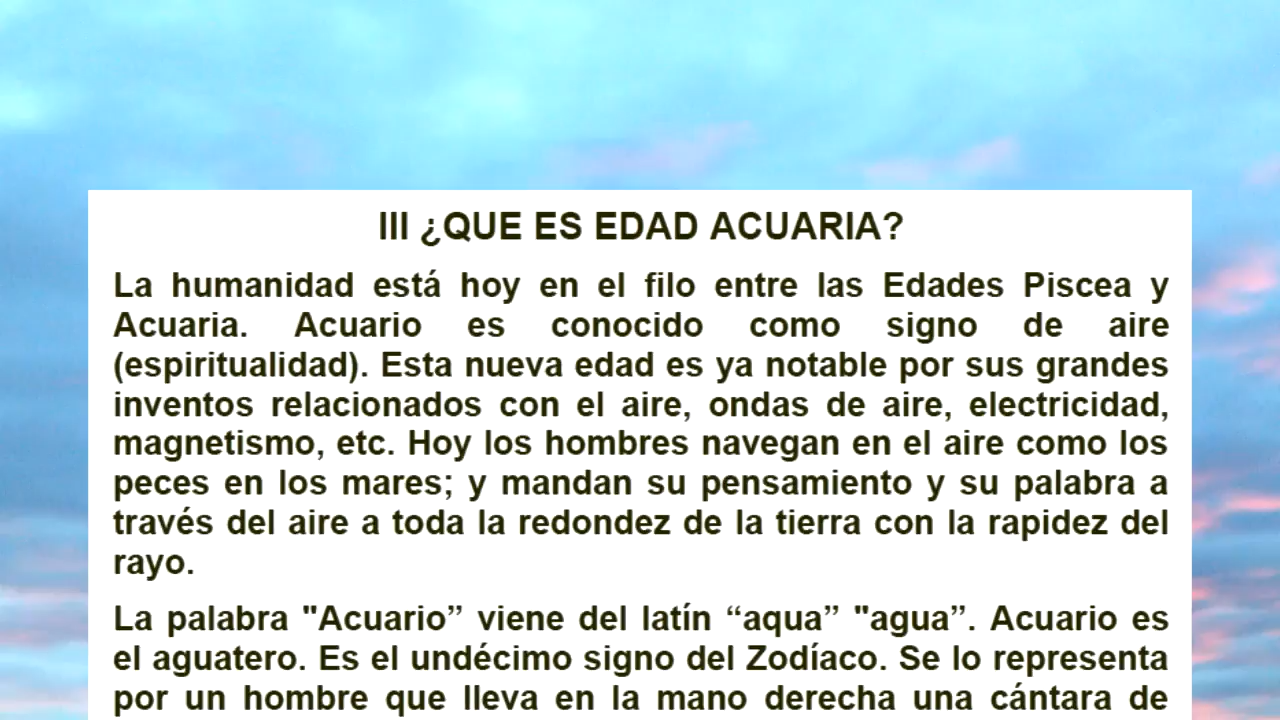 III ¿QUE ES EDAD ACUARIA?
La humanidad está hoy en el filo entre las Edades Piscea y
Acuaria. Acuario es conocido como signo de aire
(espiritualidad). Esta nueva edad es ya notable por sus grandes
inventos relacionados con el aire, ondas de aire, electricidad,
magnetismo, etc. Hoy los hombres navegan en el aire como los
peces en los mares; y mandan su pensamiento y su palabra a
través del aire a toda la redondez de la tierra con la rapidez del
rayo.
La palabra "Acuario” viene del latín “aqua” "agua”. Acuario es
el aguatero. Es el undécimo signo del Zodíaco. Se lo representa
por un hombre que lleva en la mano derecha una cántara de